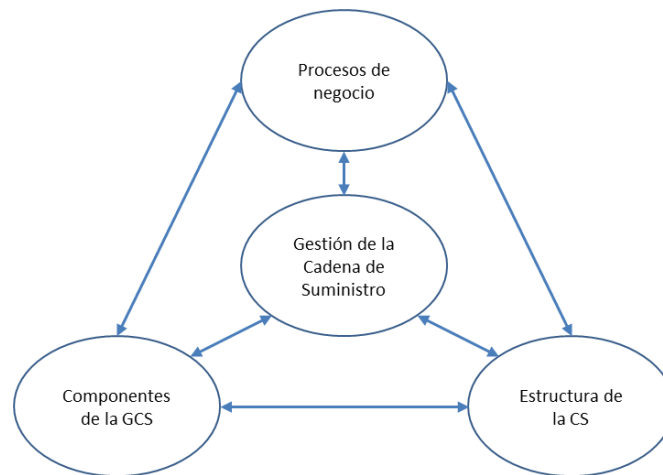 Procesos de
negocio
Gestión de la
Cadena de
Suministro
Componentes
de la GCS
Estructura de
la CS